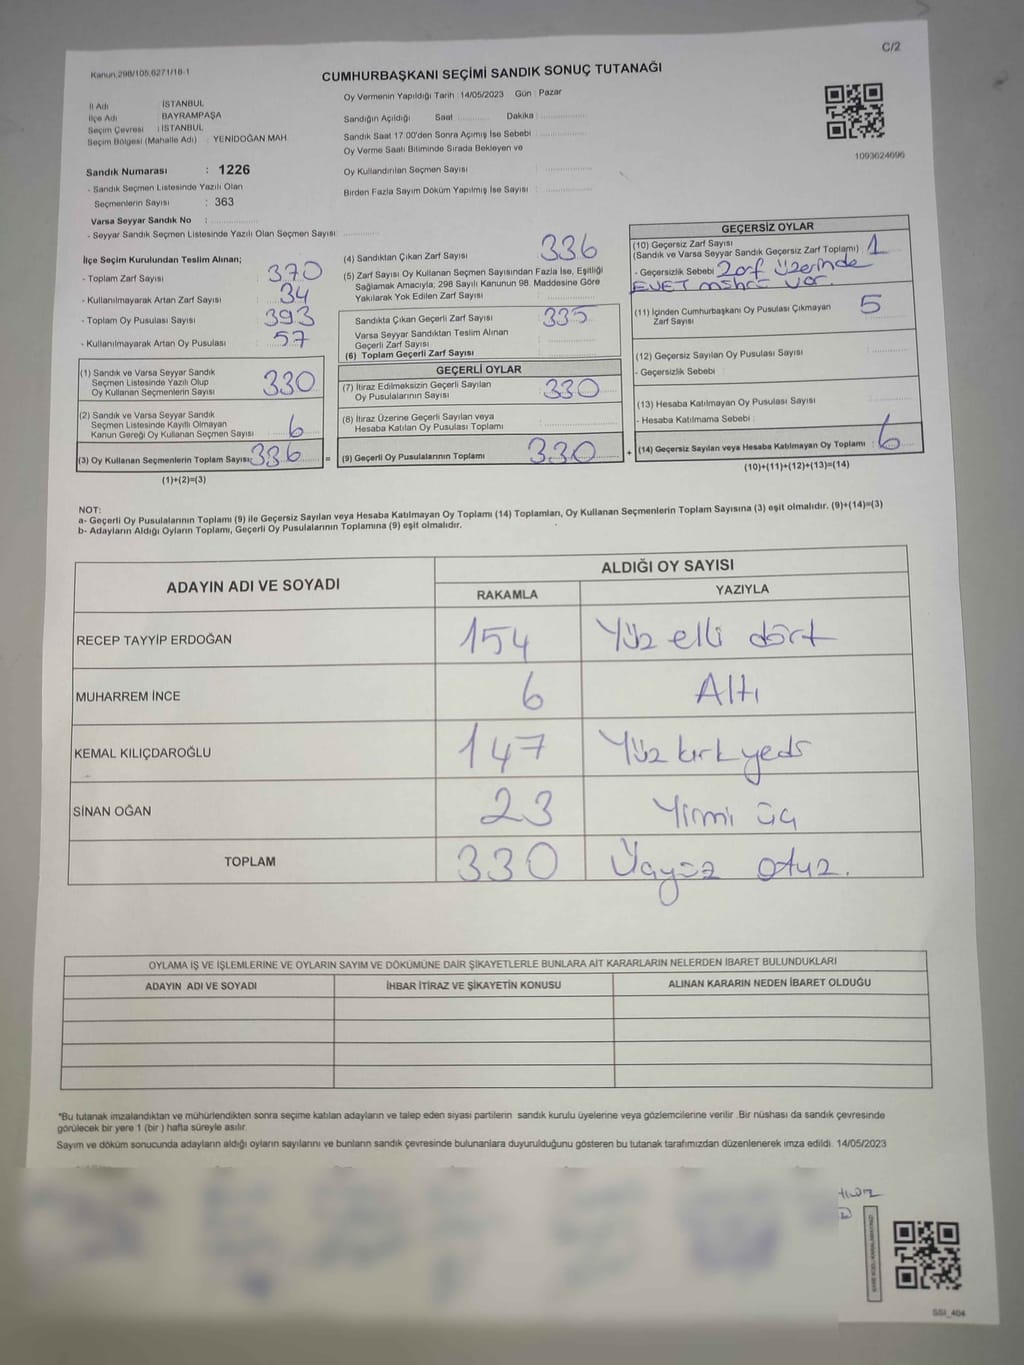 C/2
Kanun,298/105,6271/18-1
CUMHURBAŞKANI SEÇİMİ SANDIK SONUÇ TUTANAĞI
İl Adı İSTANBUL
İlçe Adı BAYRAMPAŞA
Seçim Çevresi : İSTANBUL
Seçim Bölgesi (Mahalle Adı) : YENİDOĞAN MAH
Oy Vermenin Yapıldığı Tarih : 14/05/2023 Gün : Pazar
Sandığın Açıldığı Saat Dakika :
Sandık Saat 17.00'den Sonra Açımış İse Sebebi
Oy Verme Saati Bitiminde Sırada Bekleyen ve
Oy Kullandırılan Seçmen Sayısı
Birden Fazla Sayım Döküm Yapılmış İse Sayısı :
1093624696
Sandık Numarası : 1226
- Sandık Seçmen Listesinde Yazılı Olan
Seçmenlerin Sayısı : 363
Varsa Seyyar Sandık No :
- Seyyar Sandık Seçmen Listesinde Yazılı Olan Seçmen Sayısı:
İlçe Seçim Kurulundan Teslim Alınan;
- Toplam Zarf Sayısı : 370
- Kullanılmayarak Artan Zarf Sayısı : 34
- Toplam Oy Pusulası Sayısı : 393
- Kullanılmayarak Artan Oy Pusulası : 57
(1) Sandık ve Varsa Seyyar Sandık
Seçmen Listesinde Yazılı Olup
Oy Kullanan Seçmenlerin Sayısı : 330
(2) Sandık ve Varsa Seyyar Sandık
Seçmen Listesinde Kayıtlı Olmayan
Kanun Gereği Oy Kullanan Seçmen Sayısı : 6
(3) Oy Kullanan Seçmenlerin Toplam Sayısı: 336 =
(1)+(2)=(3)
(4) Sandıktan Çıkan Zarf Sayısı 336
(5) Zarf Sayısı Oy Kullanan Seçmen Sayısından Fazla İse, Eşitliği
Sağlamak Amacıyla; 298 Sayılı Kanunun 98. Maddesine Göre
Yakılarak Yok Edilen Zarf Sayısı :
Sandıkta Çıkan Geçerli Zarf Sayısı : 335
Varsa Seyyar Sandıktan Teslim Alınan
Geçerli Zarf Sayısı
(6) Toplam Geçerli Zarf Sayısı
GEÇERLİ OYLAR
(7) İtiraz Edilmeksizin Geçerli Sayılan
Oy Pusulalarının Sayısı : 330
(8) İtiraz Üzerine Geçerli Sayılan veya
Hesaba Katılan Oy Pusulası Toplamı
(9) Geçerli Oy Pusulalarının Toplamı : 330 +
GEÇERSİZ OYLAR
(10) Geçersiz Zarf Sayısı
(Sandık ve Varsa Seyyar Sandık Geçersiz Zarf Toplamı) 1
- Geçersizlik Sebebi : Zarf üzerinde
EVET mührü var.
(11) İçinden Cumhurbaşkanı Oy Pusulası Çıkmayan
Zarf Sayısı 5
(12) Geçersiz Sayılan Oy Pusulası Sayısı :
- Geçersizlik Sebebi :
(13) Hesaba Katılmayan Oy Pusulası Sayısı
- Hesaba Katılmama Sebebi :
(14) Geçersiz Sayılan veya Hesaba Katılmayan Oy Toplamı : 6
(10)+(11)+(12)+(13)=(14)
NOT:
a- Geçerli Oy Pusulalarının Toplamı (9) ile Geçersiz Sayılan veya Hesaba Katılmayan Oy Toplamı (14) Toplamları, Oy Kullanan Seçmenlerin Toplam Sayısına (3) eşit olmalıdır. (9)+(14)=(3)
b- Adayların Aldığı Oyların Toplamı, Geçerli Oy Pusulalarının Toplamına (9) eşit olmalıdır.
ADAYIN ADI VE SOYADI
ALDIĞI OY SAYISI
RAKAMLA YAZIYLA
RECEP TAYYİP ERDOĞAN 154 Yüz elli dört
MUHARREM İNCE 6 Altı
KEMAL KILIÇDAROĞLU 147 Yüz kırk yedi
SİNAN OĞAN 23 Yirmi üç
TOPLAM 330 Üçyüz otuz.
OYLAMA İŞ VE İŞLEMLERİNE VE OYLARIN SAYIM VE DÖKÜMÜNE DAİR ŞİKAYETLERLE BUNLARA AİT KARARLARIN NELERDEN İBARET BULUNDUKLARI
ADAYIN ADI VE SOYADI İHBAR İTİRAZ VE ŞİKAYETİN KONUSU ALINAN KARARIN NEDEN İBARET OLDUĞU
*Bu tutanak imzalandıktan ve mühürlendikten sonra seçime katılan adayların ve talep eden siyasi partilerin sandık kurulu üyelerine veya gözlemcilerine verilir. Bir nüshası da sandık çevresinde
görülecek bir yere 1 (bir ) hafta süreyle asılır.
Sayım ve döküm sonucunda adayların aldığı oyların sayılarını ve bunların sandık çevresinde bulunanlara duyurulduğunu gösteren bu tutanak tarafımızdan düzenlenerek imza edildi. 14/05/2023
SSI_404